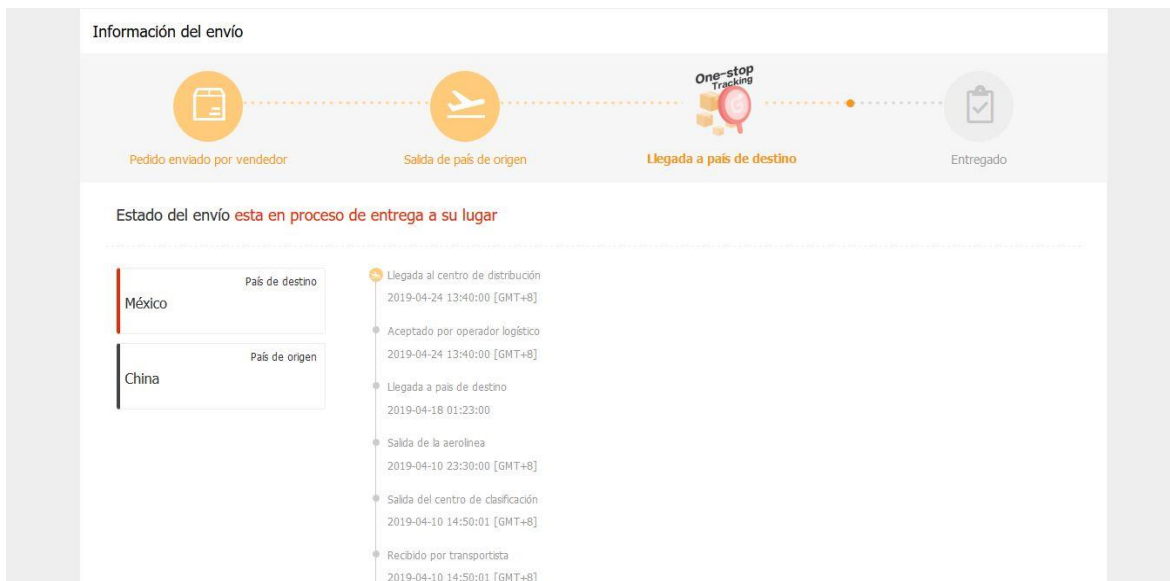 Información del envío
One-stop
Tracking
Pedido enviado por vendedor
Salida de país de origen
Llegada a país de destino
Entregado
Estado del envío esta en proceso de entrega a su lugar
País de destino
México
País de origen
China
Llegada al centro de distribución
2019-04-24 13:40:00 [GMT+8]
Aceptado por operador logístico
2019-04-24 13:40:00 [GMT+8]
Llegada a pais de destino
2019-04-18 01:23:00
Salida de la aerolinea
2019-04-10 23:30:00 [GMT+8]
Salida del centro de clasificación
2019-04-10 14:50:01 [GMT+8]
Recibido por transportista
2019-04-10 14:50:01 [GMT+8]